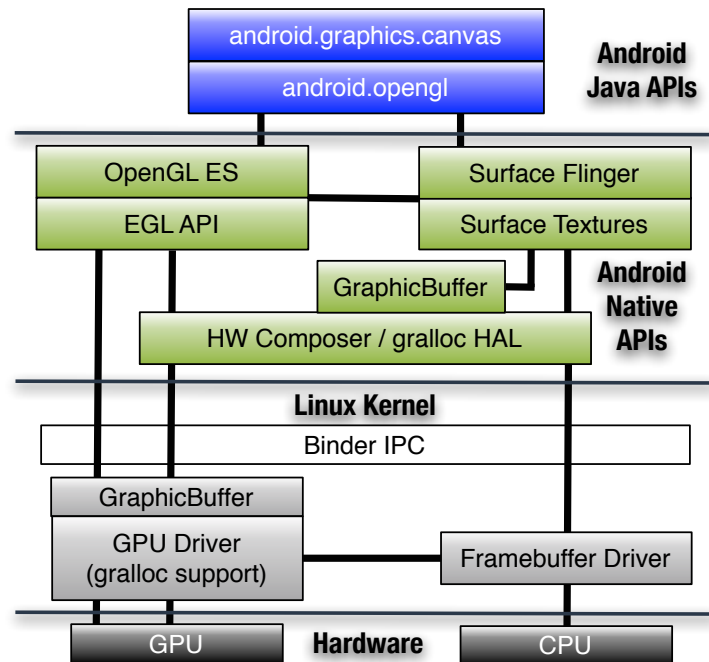 android.graphics.canvas
android.opengl
Android
Java APIs
OpenGL ES
EGL API
Surface Flinger
Surface Textures
GraphicBuffer
HW Composer / gralloc HAL
Android
Native
APIs
Linux Kernel
Binder IPC
GraphicBuffer
GPU Driver
(gralloc support)
Framebuffer Driver
GPU
Hardware
CPU